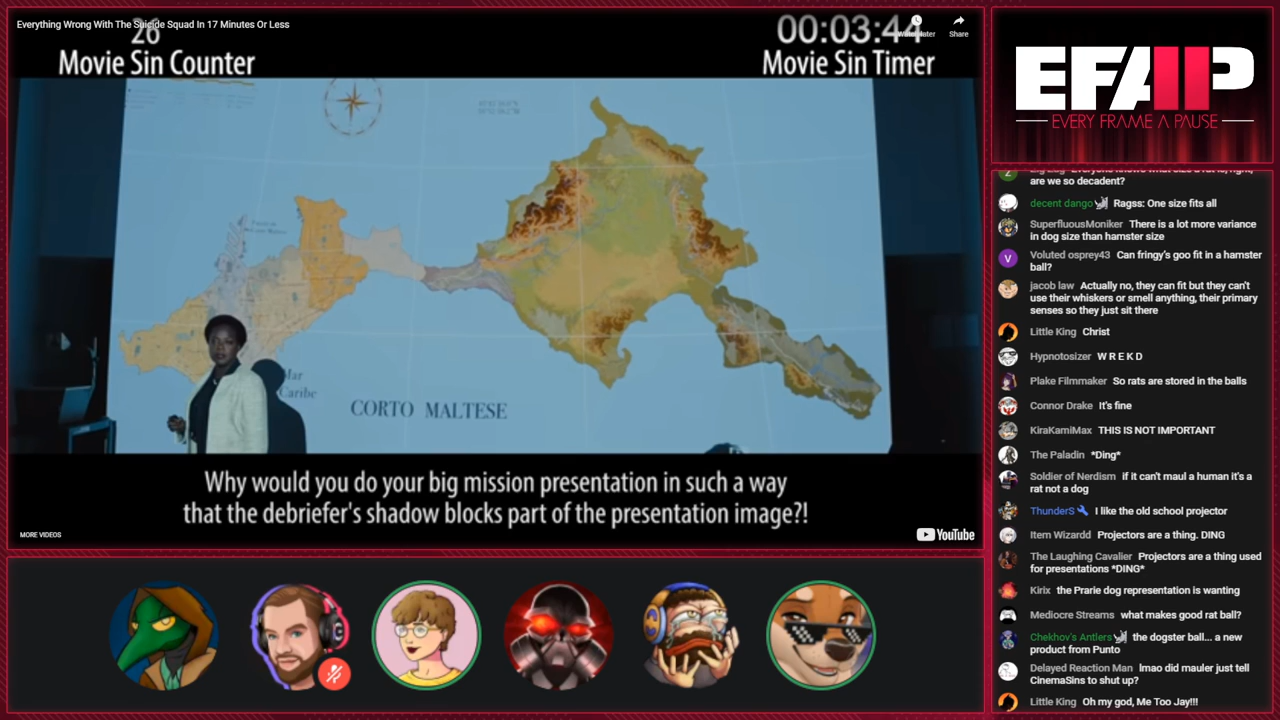 Everything Wrong With The Suicide Squad In 17 Minutes Or Less
26
Movie Sin Counter
00:03:44
Movie Sin Timer
Share
CORTO MALTESE
Mar
Caribe
Why would you do your big mission presentation in such a way
that the debriefer's shadow blocks part of the presentation image?!
MORE VIDEOS
YouTube
EFAP
EVERY FRAME A PAUSE
are we so decadent?
decent dango Ragss: One size fits all
SuperfluousMoniker There is a lot more variance
in dog size than hamster size
Voluted osprey43 Can fringy's goo fit in a hamster
ball?
jacob law Actually no, they can fit but they can't
use their whiskers or smell anything, their primary
senses so they just sit there
Little King Christ
Hypnotosizer W R E K D
Plake Filmmaker So rats are stored in the balls
Connor Drake It's fine
KiraKamiMax THIS IS NOT IMPORTANT
The Paladin *Ding*
Soldier of Nerdism if it can't maul a human it's a
rat not a dog
ThunderS I like the old school projector
Item Wizardd Projectors are a thing. DING
The Laughing Cavalier Projectors are a thing used
for presentations *DING*
Kirix the Prarie dog representation is wanting
Mediocre Streams what makes good rat ball?
Chekhov's Antlers the dogster ball... a new
product from Punto
Delayed Reaction Man lmao did mauler just tell
CinemaSins to shut up?
Little King Oh my god, Me Too Jay!!!